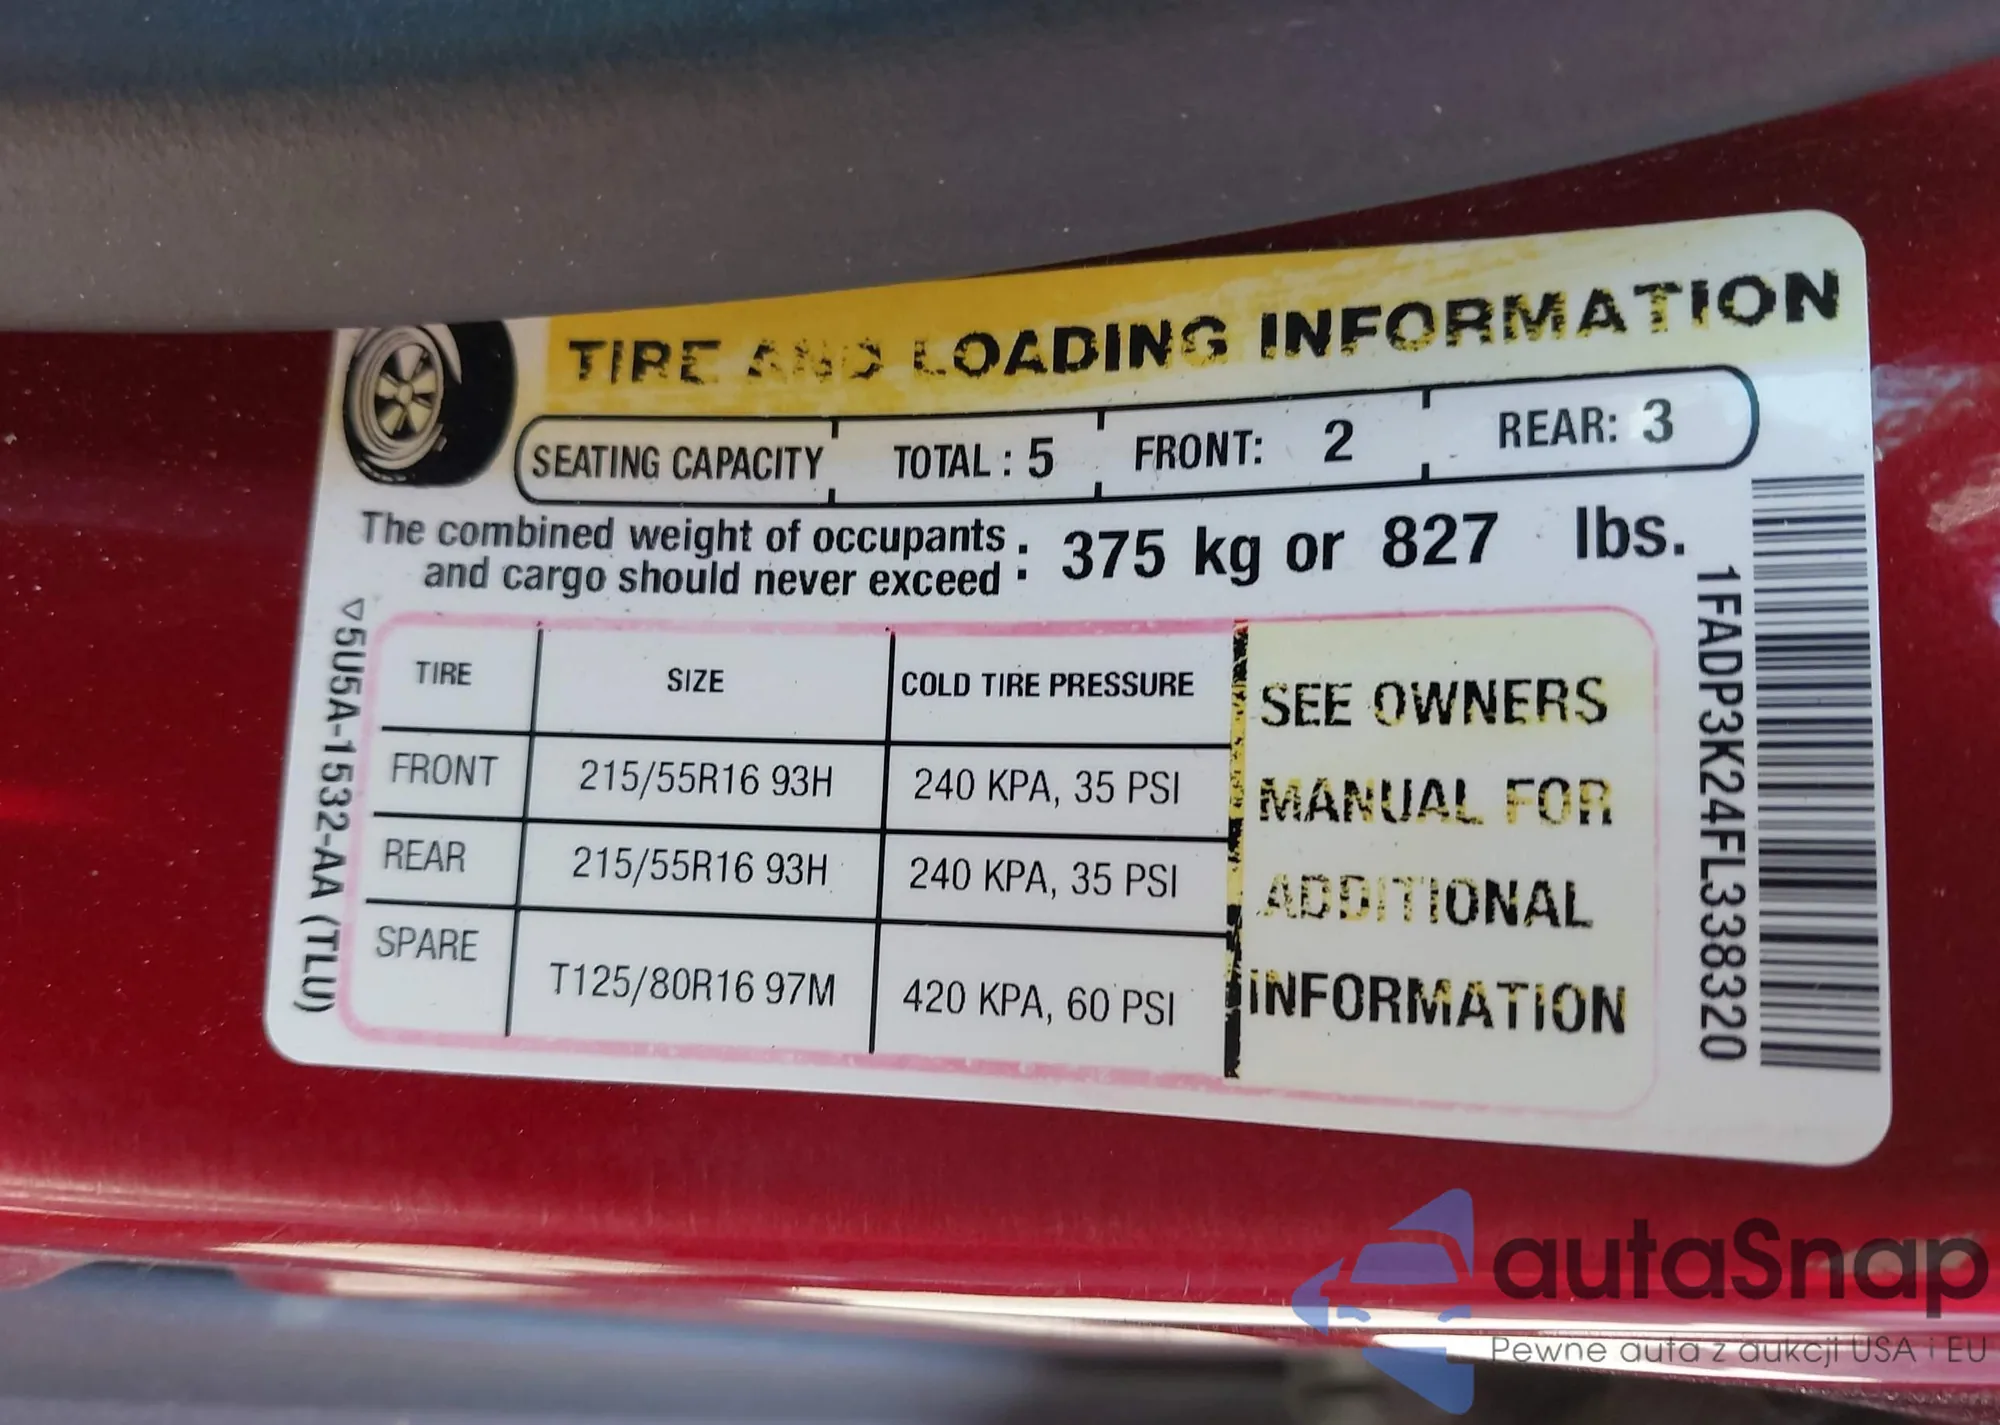 TIRE AND LOADING INFORMATION
SEATING CAPACITY TOTAL : 5 FRONT: 2 REAR: 3
The combined weight of occupants
and cargo should never exceed : 375 kg or 827 lbs.
TIRE SIZE COLD TIRE PRESSURE
FRONT 215/55R16 93H 240 KPA, 35 PSI
REAR 215/55R16 93H 240 KPA, 35 PSI
SPARE T125/80R16 97M 420 KPA, 60 PSI
SEE OWNERS
MANUAL FOR
ADDITIONAL
INFORMATION
▽5U5A-1532-AA (TLU)
1FADP3K24FL338320
autaSnap
Pewne auta z aukcji USA i EU